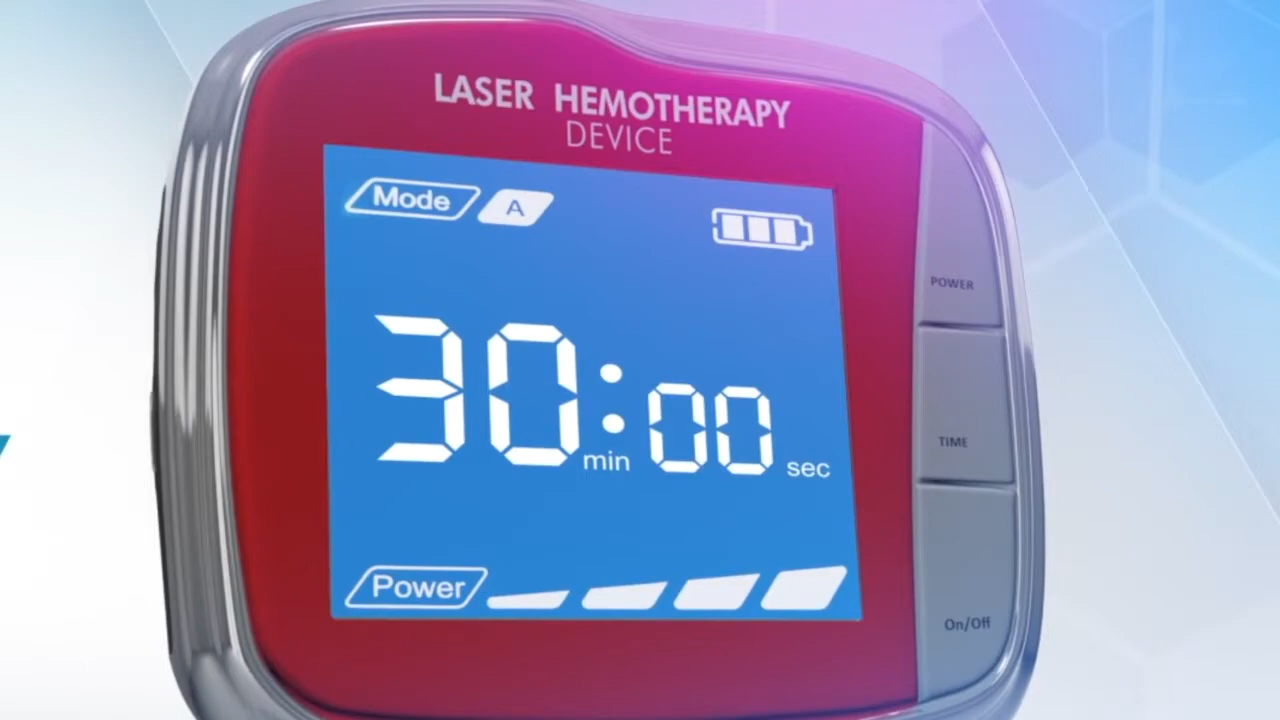 LASER HEMOTHERAPY
DEVICE
Mode A
30:00
min sec
Power
POWER
TIME
On/Off